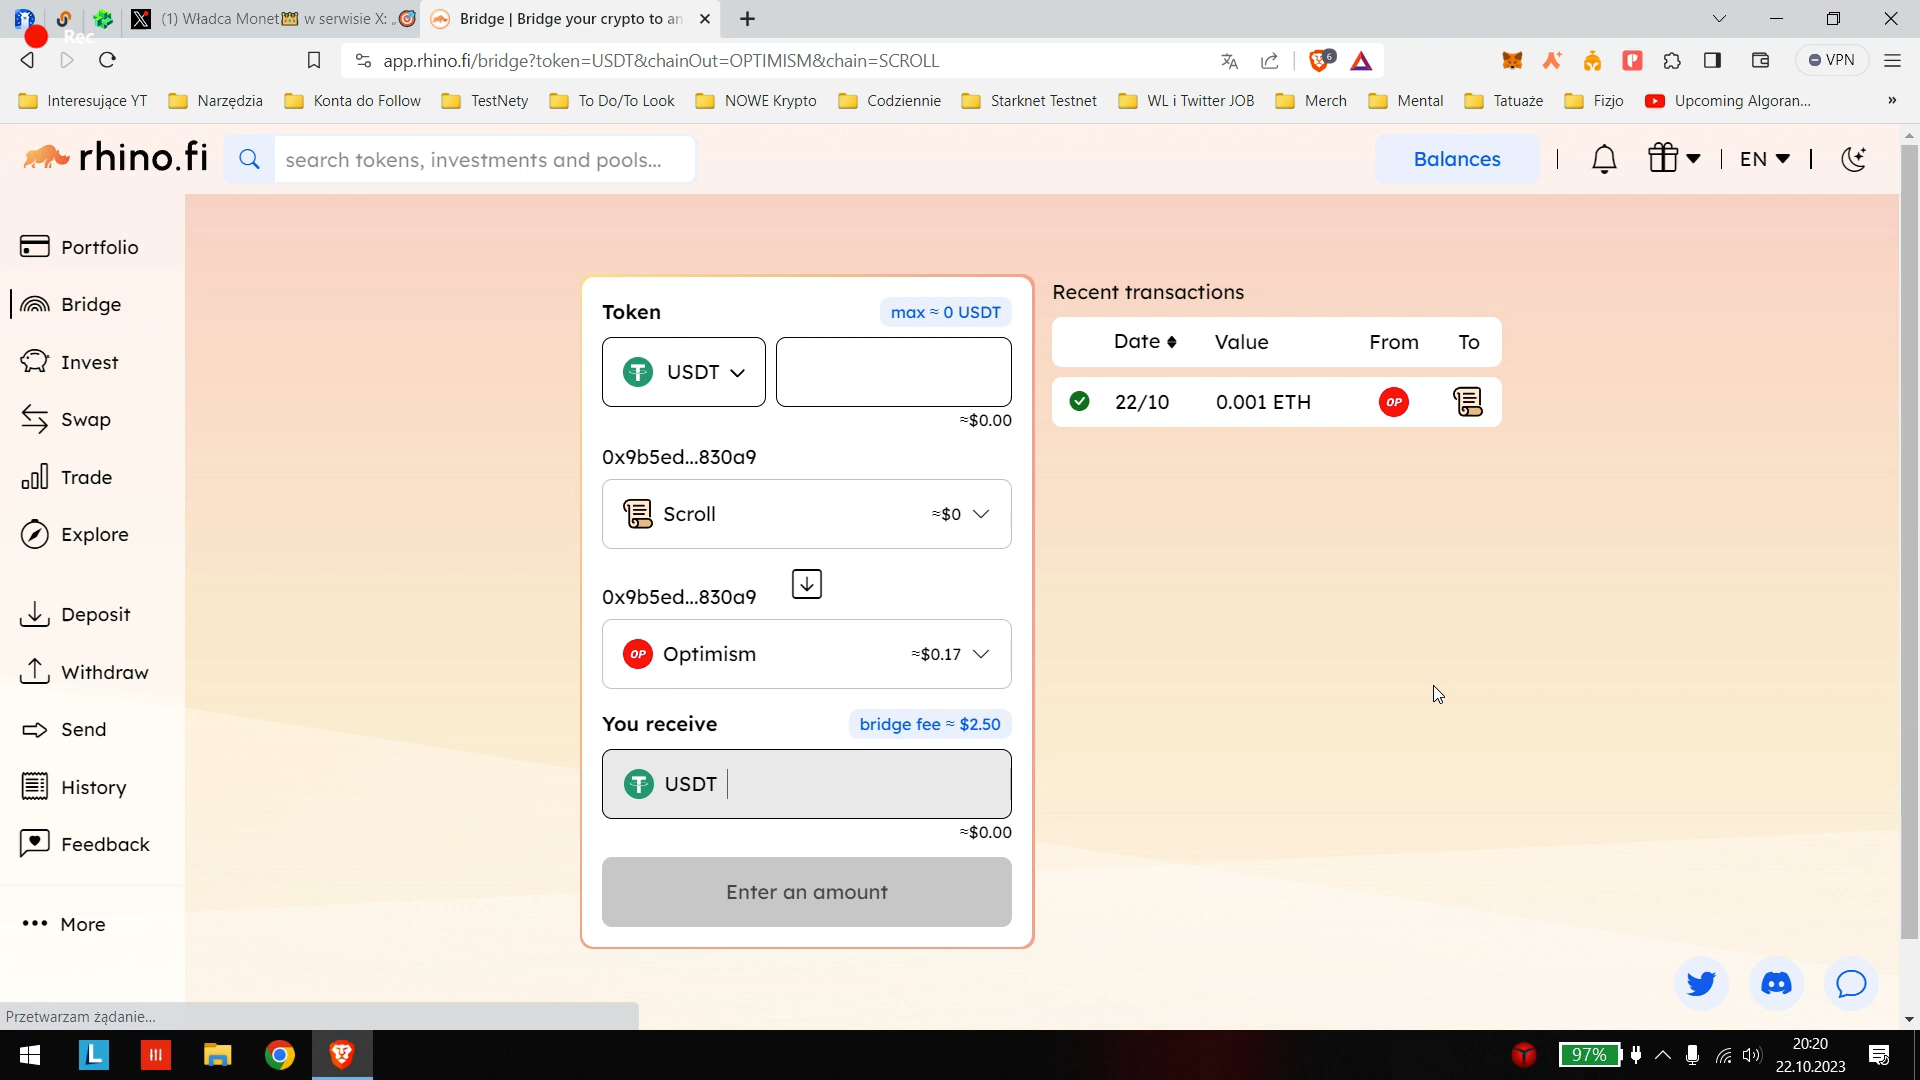 Rec
(1) Władca Monet w serwisie X: „
Bridge | Bridge your crypto to an
app.rhino.fi/bridge?token=USDT&chainOut=OPTIMISM&chain=SCROLL
6
VPN
Interesujące YT
Narzędzia
Konta do Follow
TestNety
To Do/To Look
NOWE Krypto
Codziennie
Starknet Testnet
WL i Twitter JOB
Merch
Mental
Tatuaże
Fizjo
Upcoming Algoran...
»
rhino.fi
search tokens, investments and pools...
Balances
EN
Portfolio
Bridge
Invest
Swap
Trade
Explore
Deposit
Withdraw
Send
History
Feedback
More
Token
max ≈ 0 USDT
USDT
≈$0.00
0x9b5ed...830a9
Scroll
≈$0
0x9b5ed...830a9
OP
Optimism
≈$0.17
You receive
bridge fee ≈ $2.50
USDT
≈$0.00
Enter an amount
Recent transactions
Date
Value
From
To
22/10
0.001 ETH
OP
Przetwarzam żądanie...
L
97%
20:20
22.10.2023